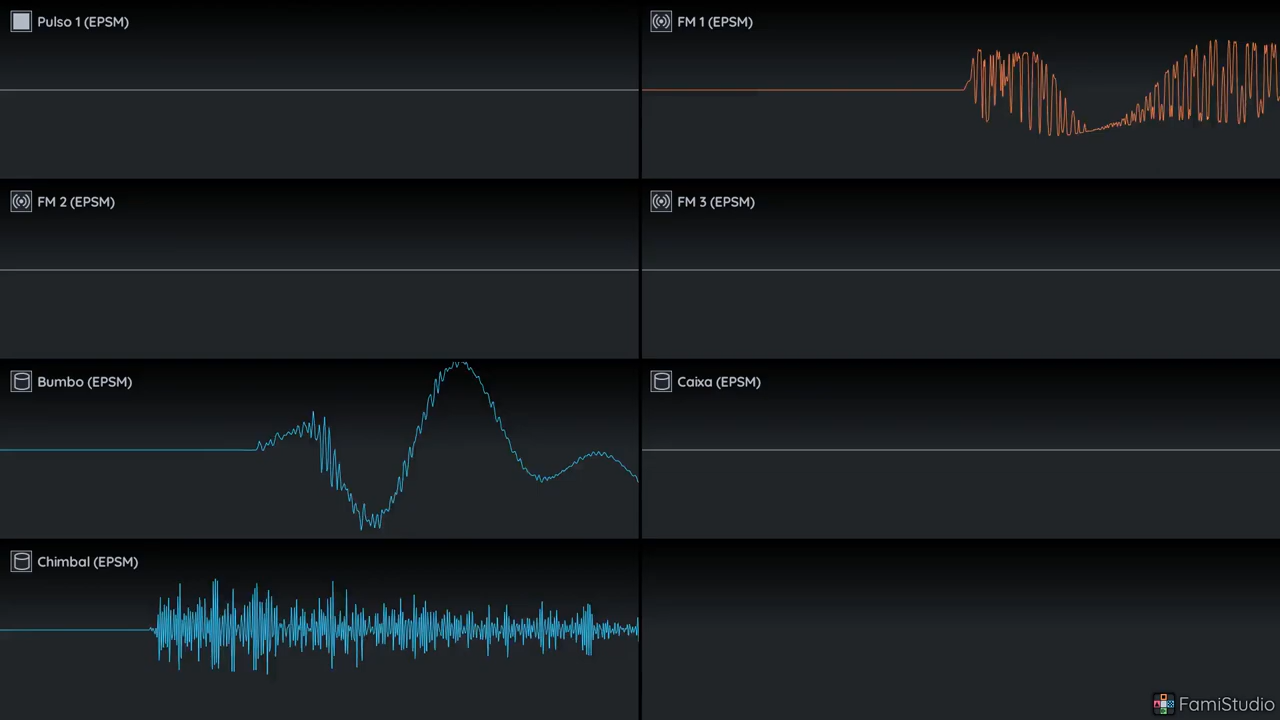 Pulso 1 (EPSM)
FM 1 (EPSM)
FM 2 (EPSM)
FM 3 (EPSM)
Bumbo (EPSM)
Caixa (EPSM)
Chimbal (EPSM)
FamiStudio